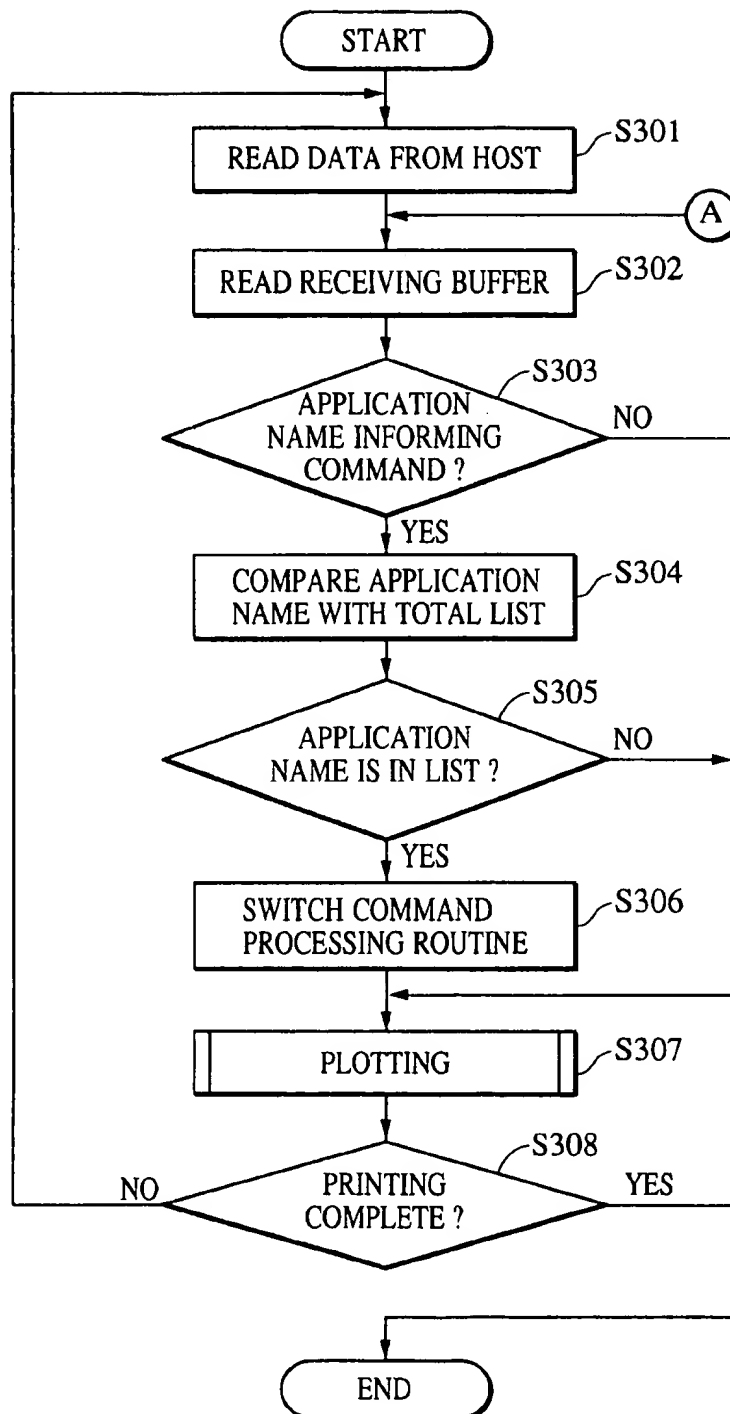 START
S301
READ DATA FROM HOST
A
S302
READ RECEIVING BUFFER
S303
APPLICATION
NAME INFORMING
COMMAND ?
NO
YES
S304
COMPARE APPLICATION
NAME WITH TOTAL LIST
S305
APPLICATION
NAME IS IN LIST ?
NO
YES
S306
SWITCH COMMAND
PROCESSING ROUTINE
S307
PLOTTING
S308
NO
PRINTING
COMPLETE ?
YES
END